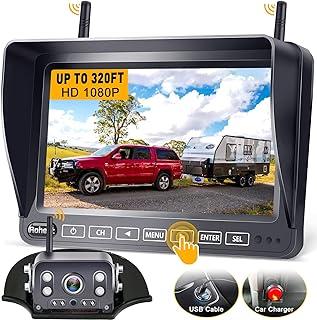 UP TO 320FT
HD 1080P
Rohent
CH
MENU
ENTER
SEL
USB Cable
Car Charger